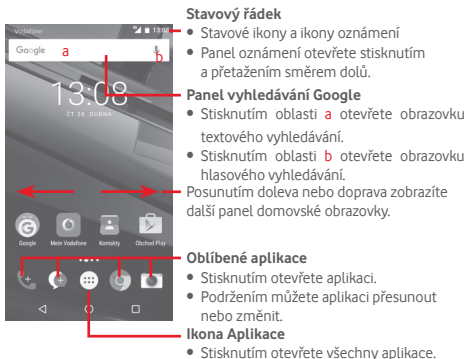 Vodafone 13:08
Google a b
13:08
ČT 28. DUBNA
Google Mein Vodafone Kontakty Obchod Play
Stavový řádek
• Stavové ikony a ikony oznámení
• Panel oznámení otevřete stisknutím
a přetažením směrem dolů.
Panel vyhledávání Google
• Stisknutím oblasti a otevřete obrazovku
textového vyhledávání.
• Stisknutím oblasti b otevřete obrazovku
hlasového vyhledávání.
Posunutím doleva nebo doprava zobrazíte
další panel domovské obrazovky.
Oblíbené aplikace
• Stisknutím otevřete aplikaci.
• Podržením můžete aplikaci přesunout
nebo změnit.
Ikona Aplikace
• Stisknutím otevřete všechny aplikace.